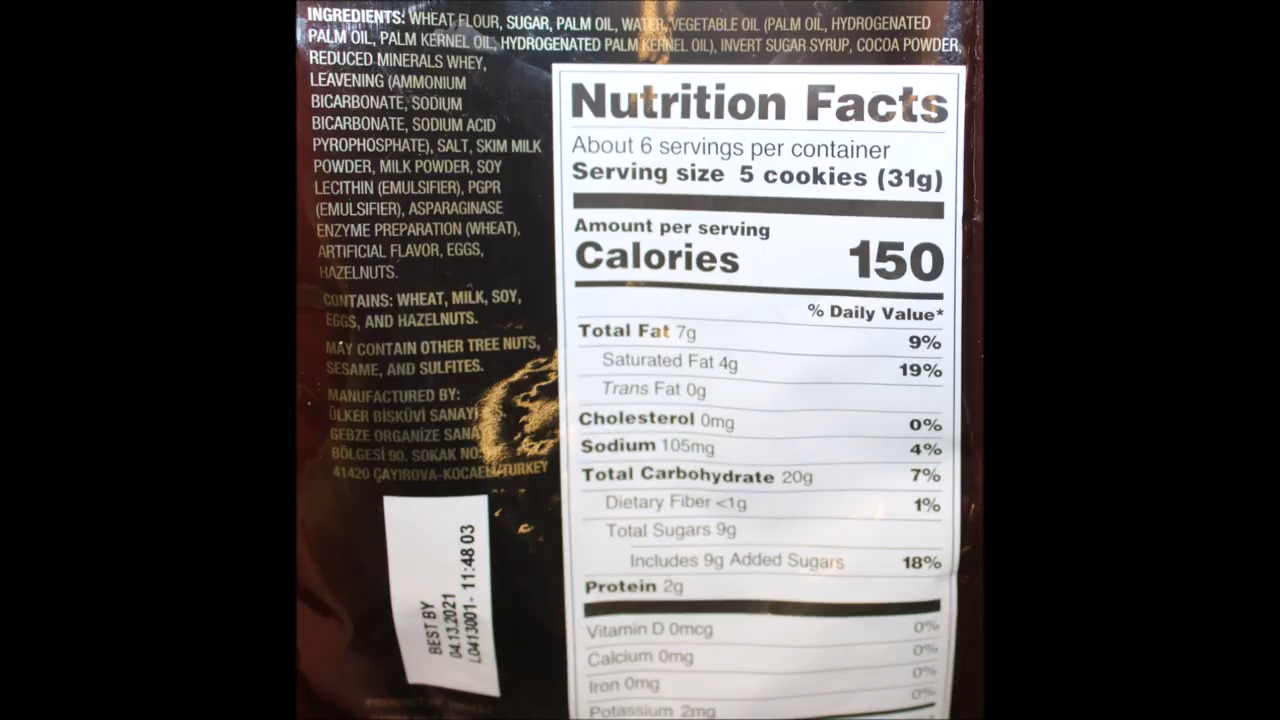 INGREDIENTS: WHEAT FLOUR, SUGAR, PALM OIL, WATER, VEGETABLE OIL (PALM OIL, HYDROGENATED
PALM OIL, PALM KERNEL OIL, HYDROGENATED PALM KERNEL OIL), INVERT SUGAR SYRUP, COCOA POWDER,
REDUCED MINERALS WHEY,
LEAVENING (AMMONIUM
BICARBONATE, SODIUM
BICARBONATE, SODIUM ACID
PYROPHOSPHATE), SALT, SKIM MILK
POWDER, MILK POWDER, SOY
LECITHIN (EMULSIFIER), PGPR
(EMULSIFIER), ASPARAGINASE
ENZYME PREPARATION (WHEAT),
ARTIFICIAL FLAVOR, EGGS,
HAZELNUTS.
CONTAINS: WHEAT, MILK, SOY,
EGGS, AND HAZELNUTS.
MAY CONTAIN OTHER TREE NUTS,
SESAME, AND SULFITES.
MANUFACTURED BY:
ÜLKER BİSKÜVİ SANAYİ
GEBZE ORGANİZE SANAYİ
BÖLGESİ 90. SOKAK NO:
41420 ÇAYIROVA-KOCAELİ/TURKEY
BEST BY
04.13.2021
L0413001- 11:48 03
Nutrition Facts
About 6 servings per container
Serving size 5 cookies (31g)
Amount per serving
Calories 150
% Daily Value*
Total Fat 7g 9%
Saturated Fat 4g 19%
Trans Fat 0g
Cholesterol 0mg 0%
Sodium 105mg 4%
Total Carbohydrate 20g 7%
Dietary Fiber <1g 1%
Total Sugars 9g
Includes 9g Added Sugars 18%
Protein 2g
Vitamin D 0mcg 0%
Calcium 0mg 0%
Iron 0mg 0%
Potassium 2mg 0%